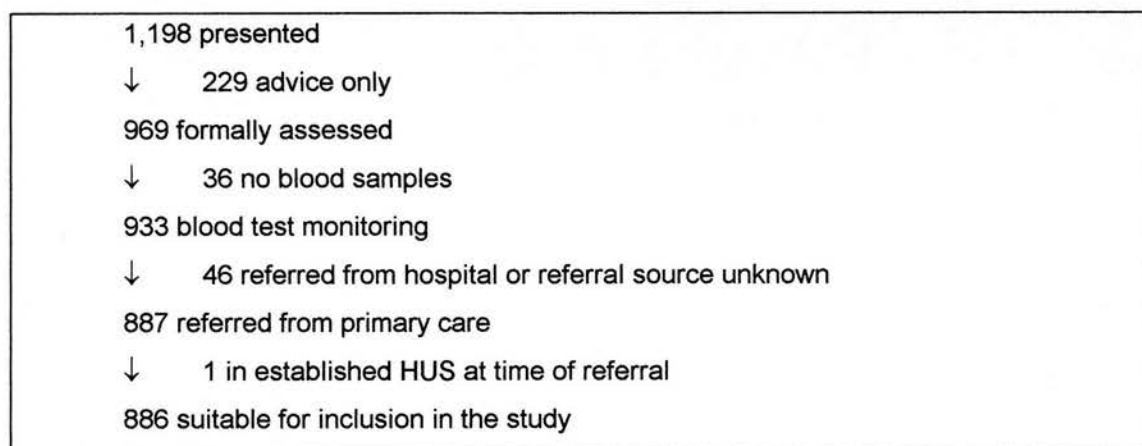 1,198 presented
↓ 229 advice only
969 formally assessed
↓ 36 no blood samples
933 blood test monitoring
↓ 46 referred from hospital or referral source unknown
887 referred from primary care
↓ 1 in established HUS at time of referral
886 suitable for inclusion in the study